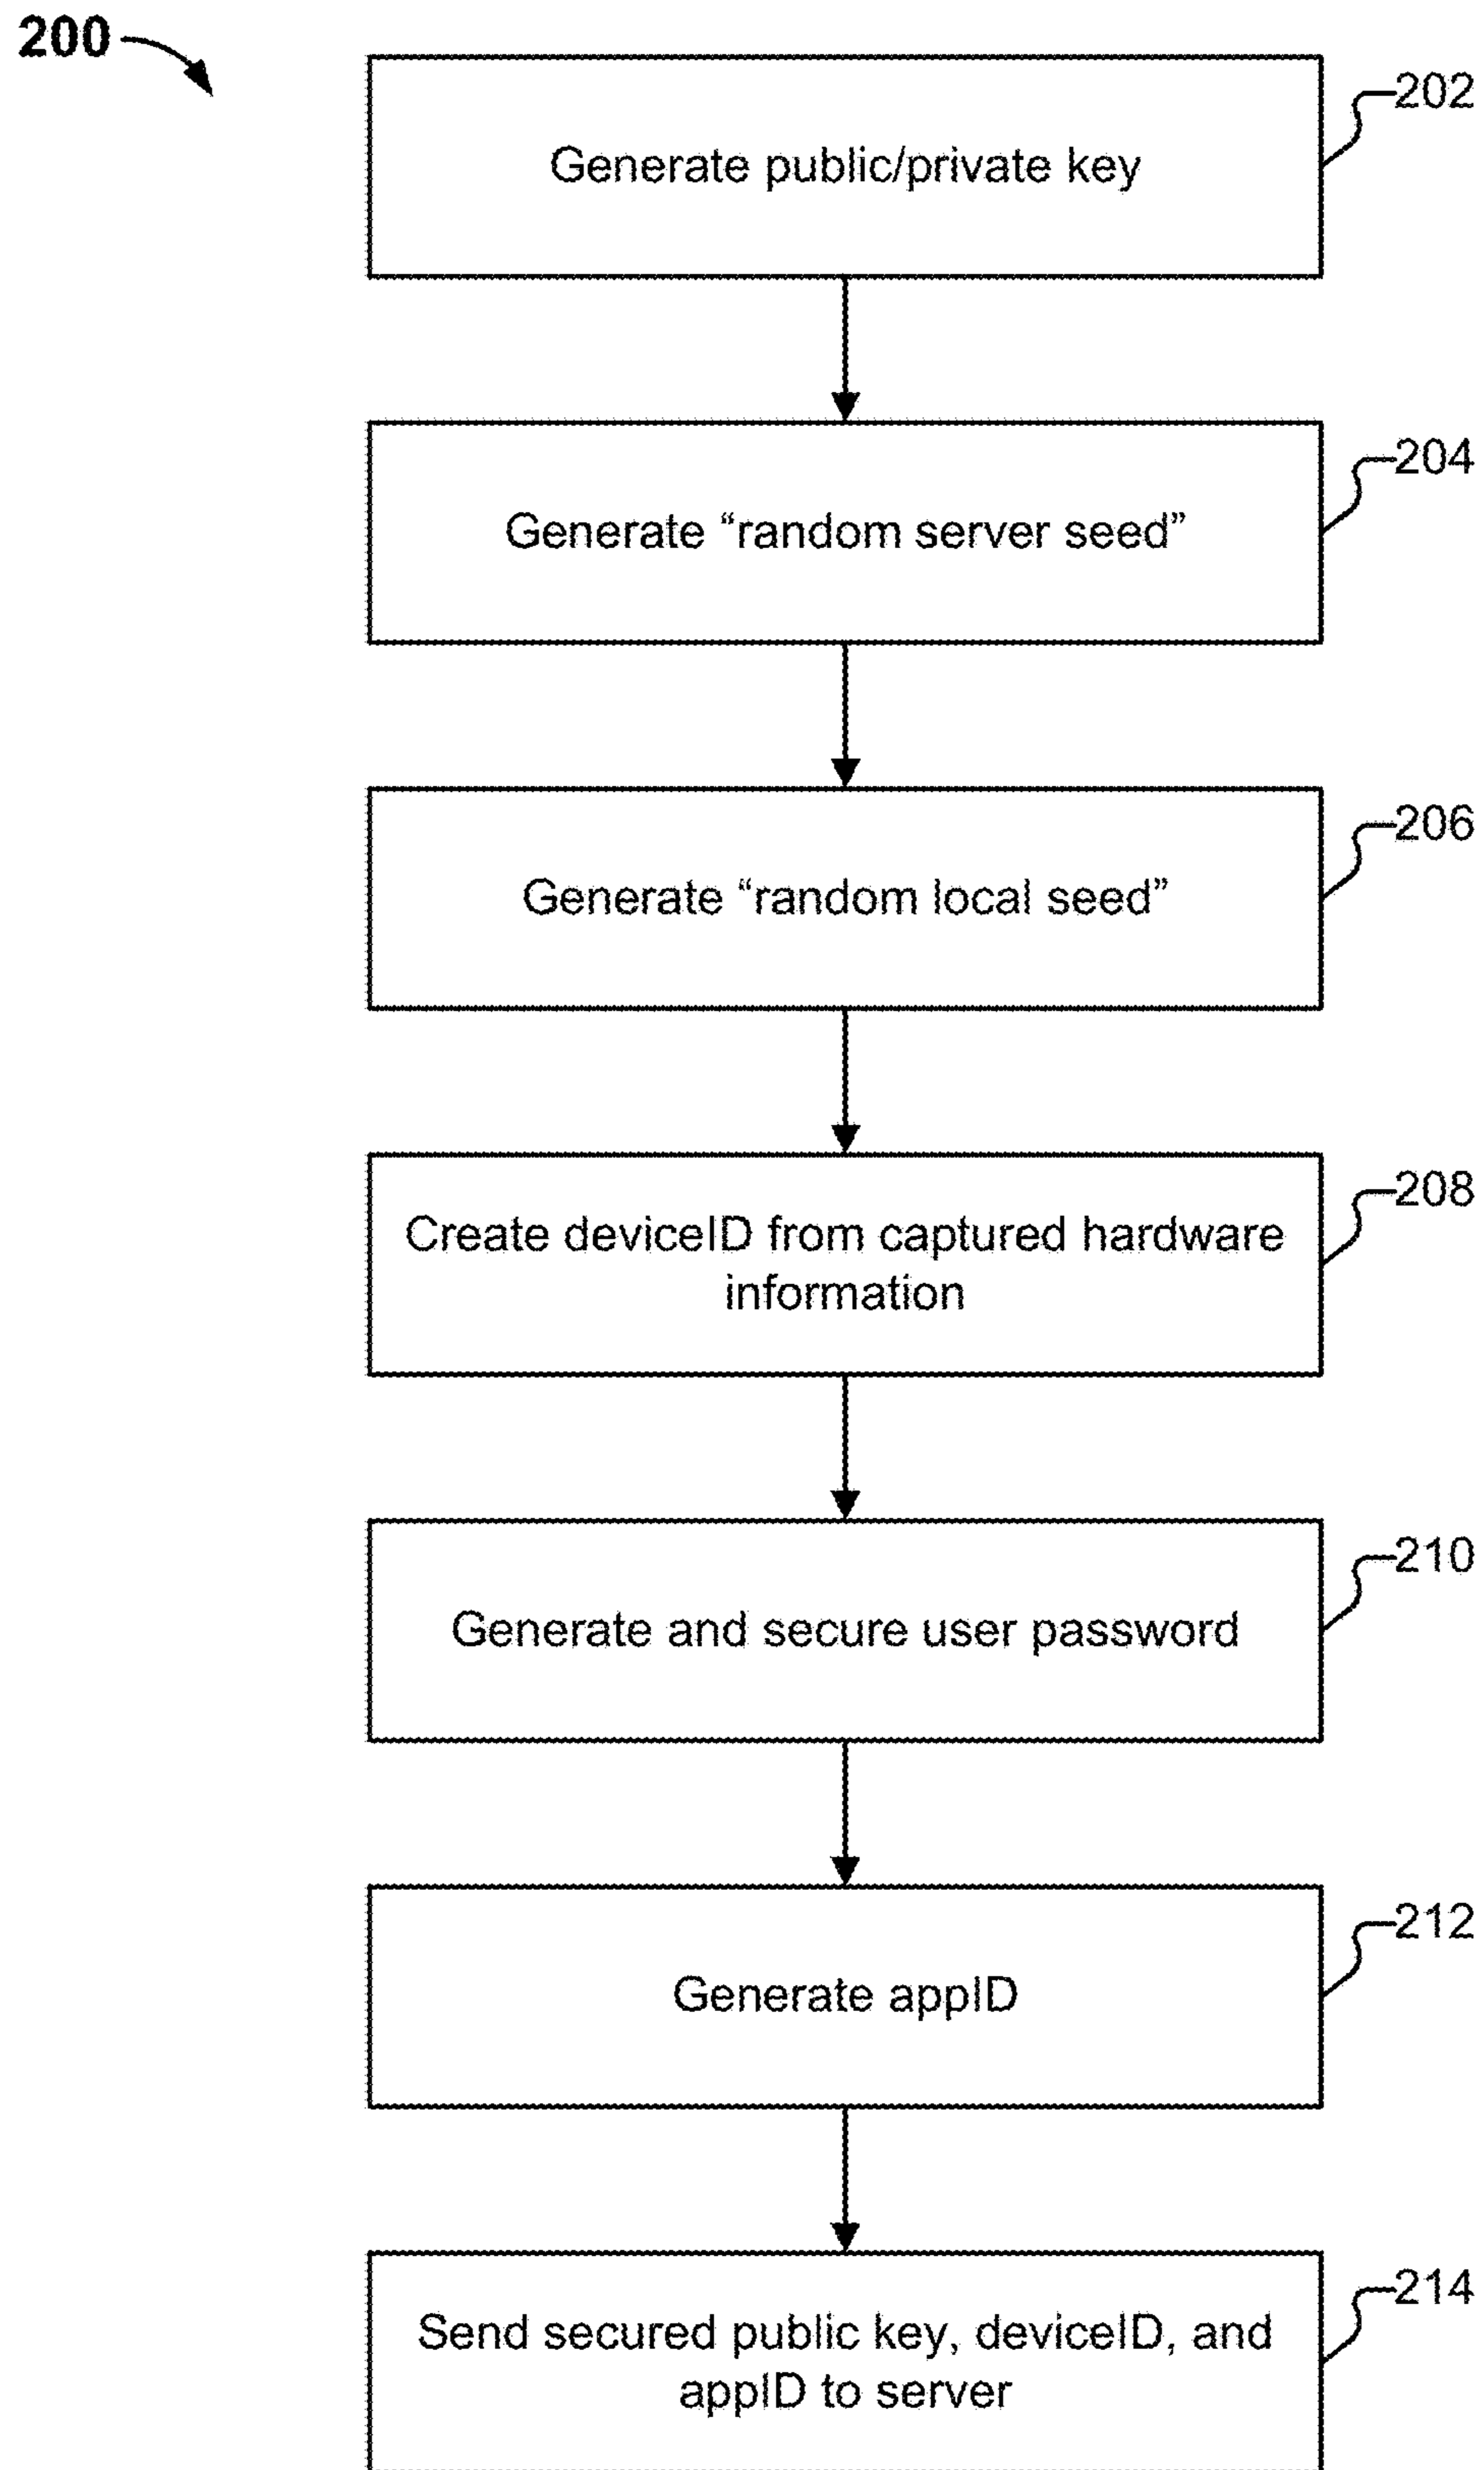 200
202
Generate public/private key
204
Generate “random server seed”
206
Generate “random local seed”
208
Create deviceID from captured hardware
information
210
Generate and secure user password
212
Generate appID
214
Send secured public key, deviceID, and
appID to server